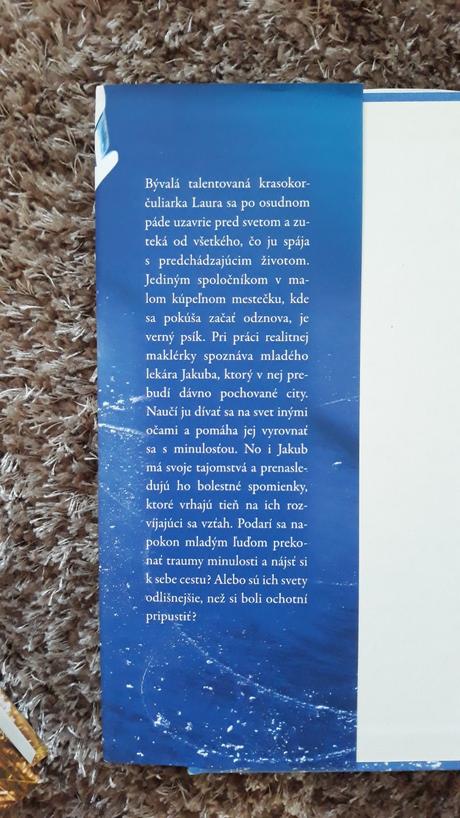 Bývalá talentovaná krasokor-
čuliarka Laura sa po osudnom
páde uzavrie pred svetom a zu-
teká od všetkého, čo ju spája
s predchádzajúcim životom.
Jediným spoločníkom v ma-
lom kúpeľnom mestečku, kde
sa pokúša začať odznova, je
verný psík. Pri práci realitnej
maklérky spoznáva mladého
lekára Jakuba, ktorý v nej pre-
budí dávno pochované city.
Naučí ju dívať sa na svet inými
očami a pomáha jej vyrovnať
sa s minulosťou. No i Jakub
má svoje tajomstvá a prenasle-
dujú ho bolestné spomienky,
ktoré vrhajú tieň na ich roz-
víjajúci sa vzťah. Podarí sa na-
pokon mladým ľuďom preko-
nať traumy minulosti a nájsť si
k sebe cestu? Alebo sú ich svety
odlišnejšie, než si boli ochotní
pripustiť?